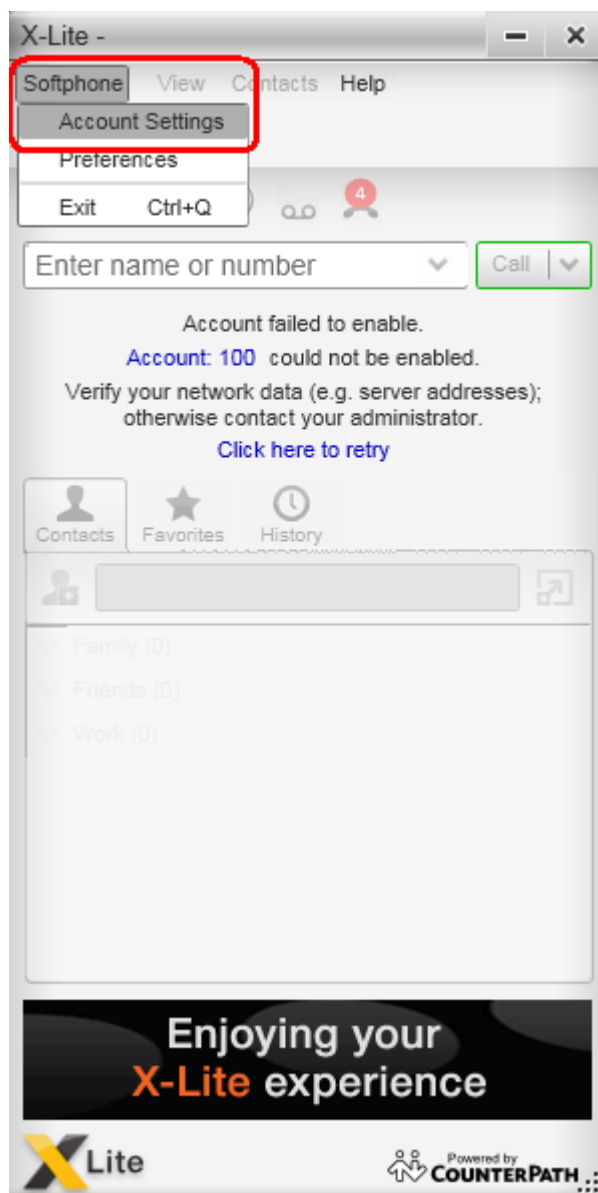 X-Lite -
Softphone View Contacts Help
Account Settings
Preferences
Exit Ctrl+Q
4
Enter name or number
Call
Account failed to enable.
Account: 100 could not be enabled.
Verify your network data (e.g. server addresses);
otherwise contact your administrator.
Click here to retry
Contacts Favorites History
Family (0)
Friends (0)
Work (0)
Enjoying your
X-Lite experience
XLite
Powered by
COUNTERPATH